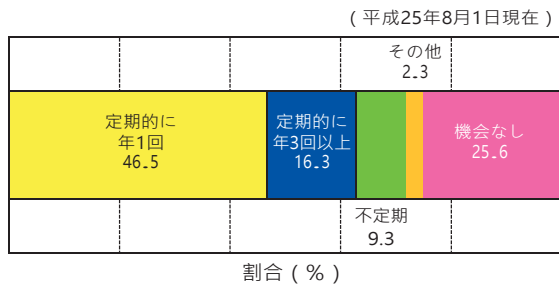 (平成25年8月1日現在)
その他
2.3
定期的に
年1回
46.5
定期的に
年3回以上
16.3
機会なし
25.6
不定期
9.3
割合(%)